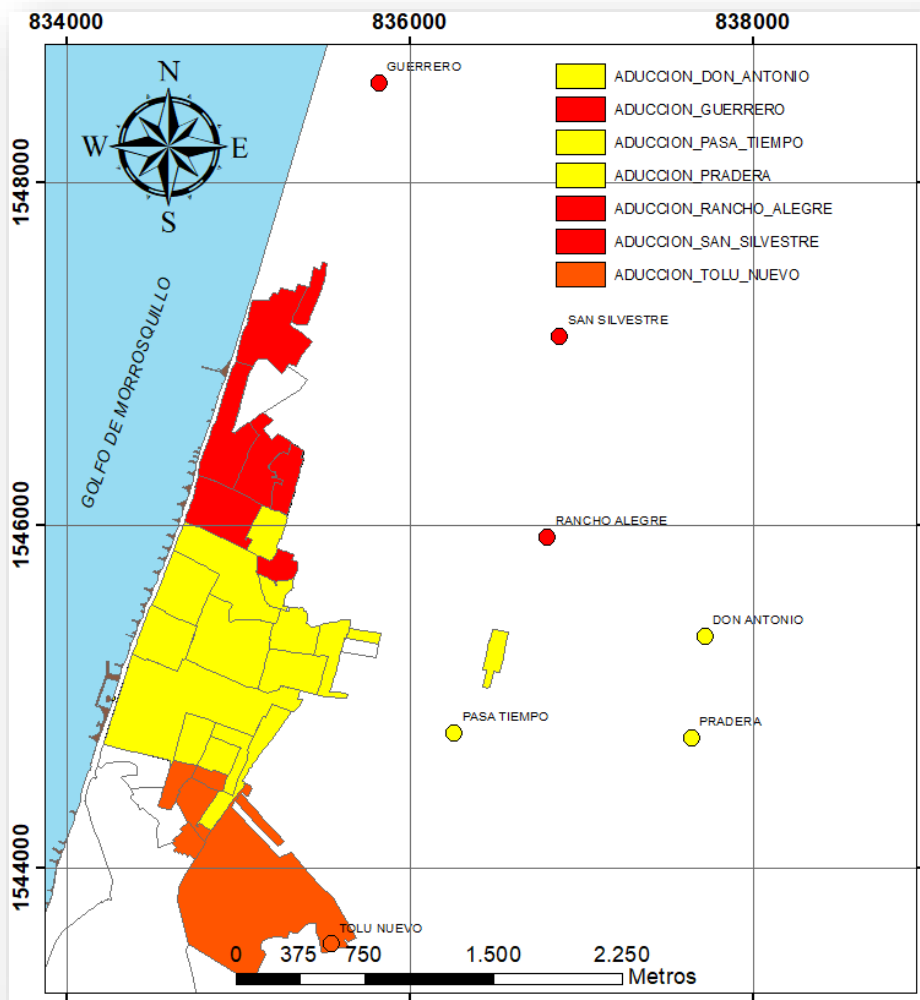 834000 836000 838000
GUERRERO
N
W E
S
ADUCCION_DON_ANTONIO
ADUCCION_GUERRERO
ADUCCION_PASA_TIEMPO
ADUCCION_PRADERA
ADUCCION_RANCHO_ALEGRE
ADUCCION_SAN_SILVESTRE
ADUCCION_TOLU_NUEVO
1548000
GOLFO DE MORROSQUILLO
SAN SILVESTRE
1546000
RANCHO ALEGRE
DON ANTONIO
PASA TIEMPO
PRADERA
1544000
TOLU NUEVO
0 375 750 1.500 2.250
Metros